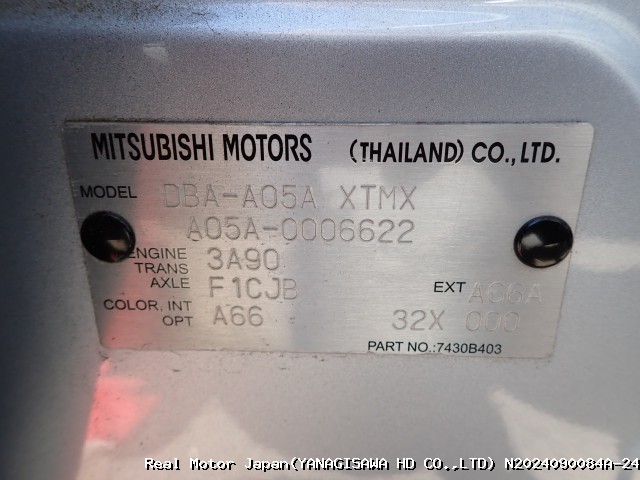 MITSUBISHI MOTORS (THAILAND) CO., LTD.
MODEL DBA-A05A XTMX
A05A-0006622
ENGINE 3A90
TRANS AXLE F1CJB EXT A66A
COLOR, INT OPT A66 32X 000
PART NO.:7430B403
Real Motor Japan(YANAGISAWA HD CO.,LTD) N2024090084A-24